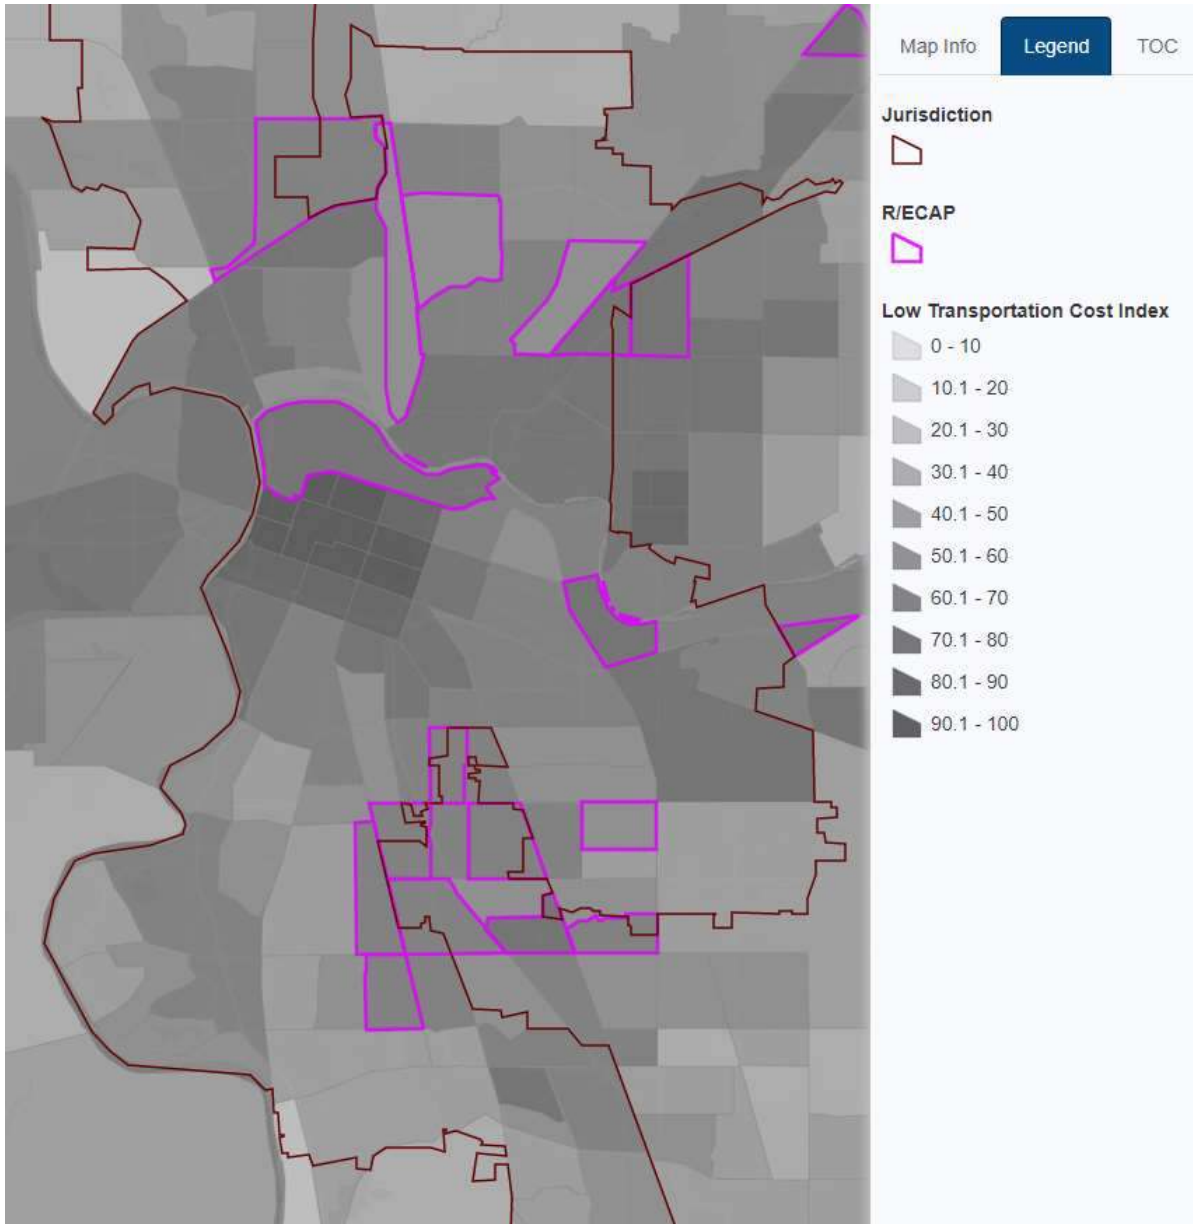 Map Info Legend TOC
Jurisdiction
R/ECAP
Low Transportation Cost Index
0 - 10
10.1 - 20
20.1 - 30
30.1 - 40
40.1 - 50
50.1 - 60
60.1 - 70
70.1 - 80
80.1 - 90
90.1 - 100